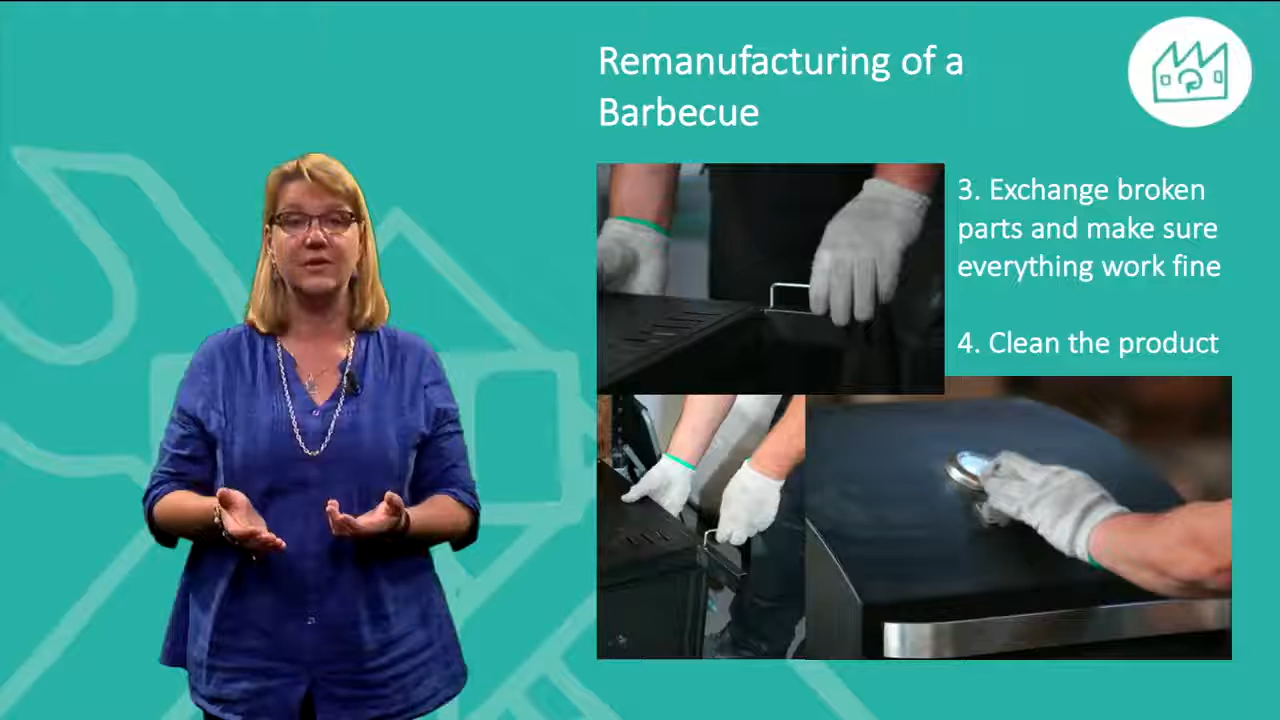 Remanufacturing of a
Barbecue
3. Exchange broken
parts and make sure
everything work fine
4. Clean the product